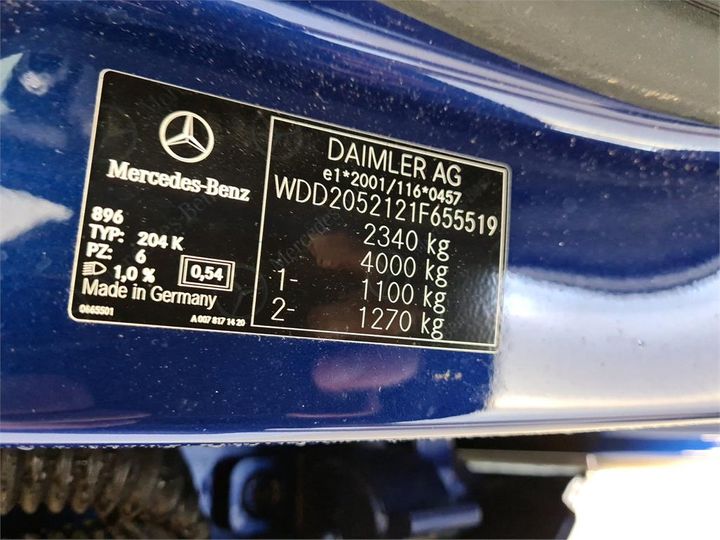 Mercedes-Benz
896
TYP: 204 K
PZ: 6
1,0 % 0,54
Made in Germany
0865501
A 007 817 14 20
DAIMLER AG
e1*2001/116*0457
WDD2052121F655519
2340 kg
4000 kg
1- 1100 kg
2- 1270 kg